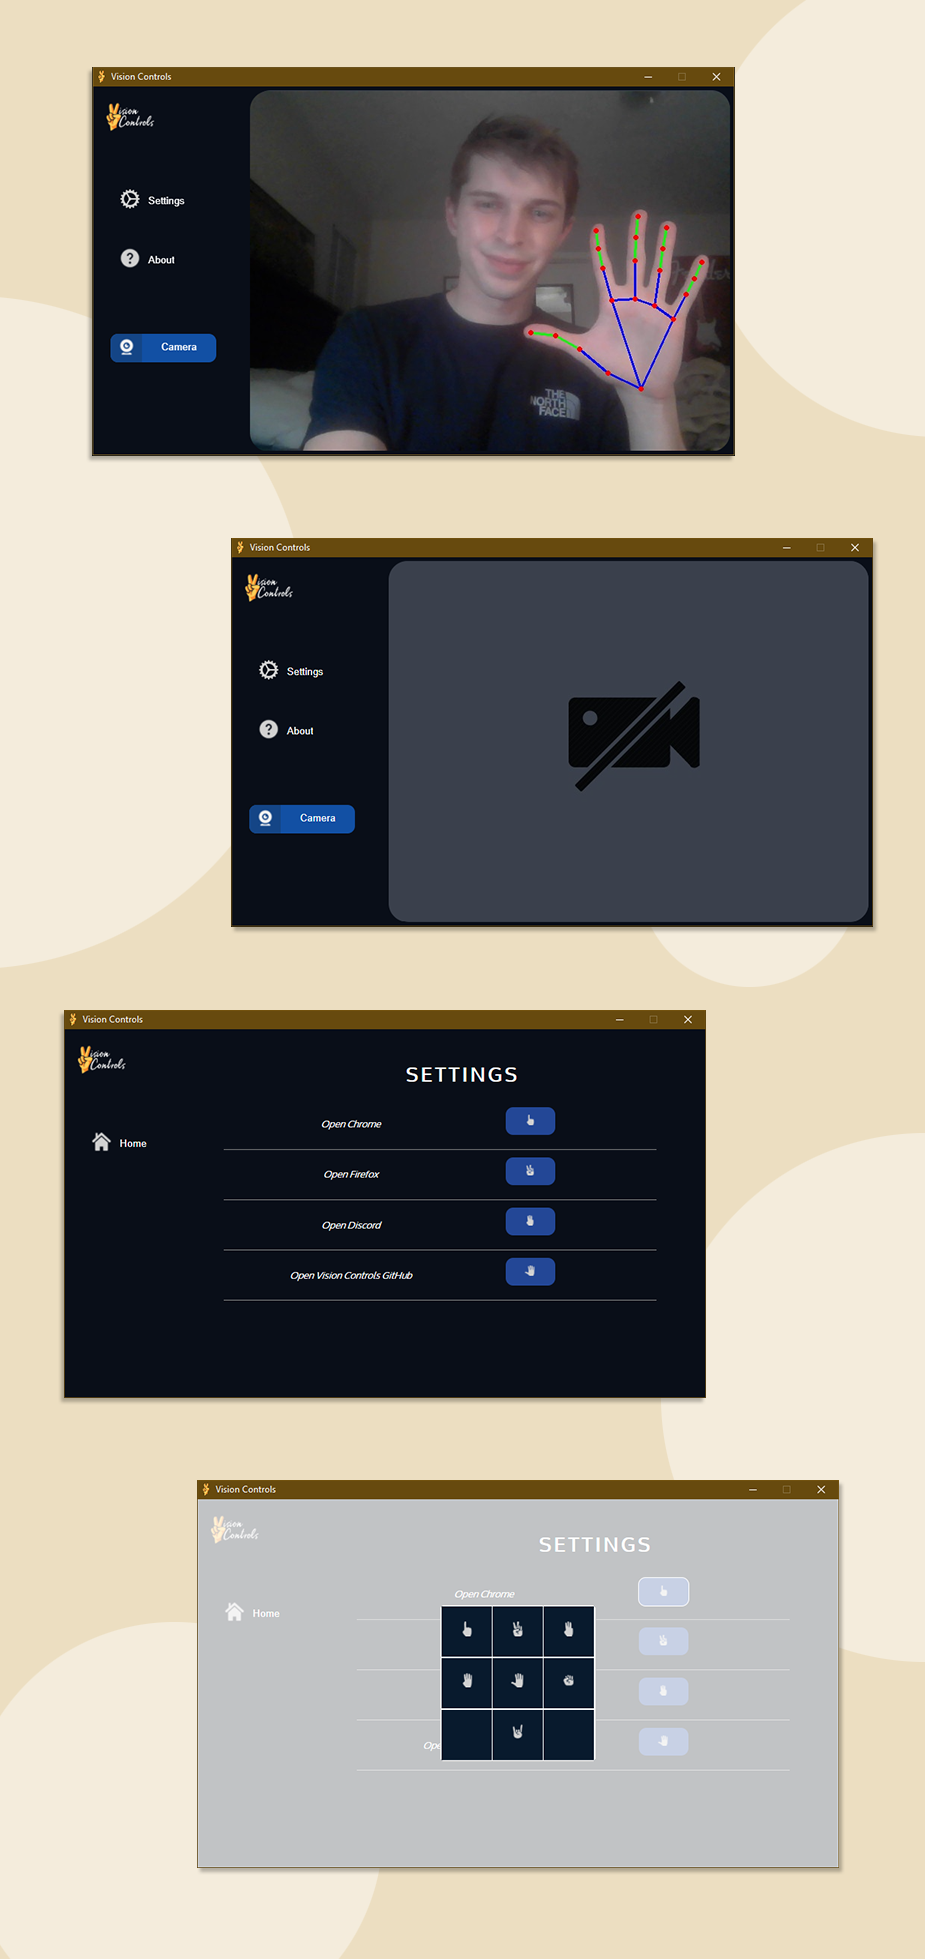 Vision Controls
Vision
Controls
Settings
About
Camera
THE
NORTH
FACE
Fender
Vision Controls
Vision
Controls
Settings
About
Camera
Vision Controls
Vision
Controls
SETTINGS
Home
Open Chrome
Open Firefox
Open Discord
Open Vision Controls GitHub
Vision Controls
Vision
Controls
SETTINGS
Home
Open Chrome
Ope